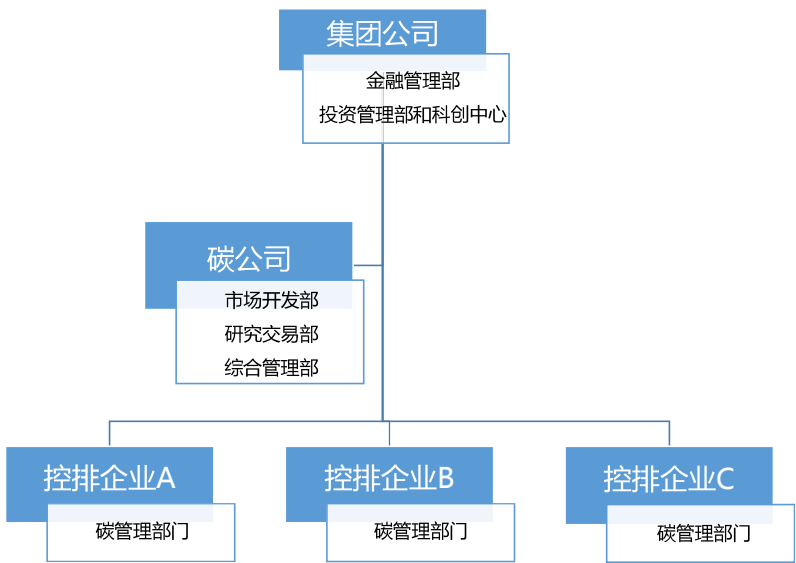 集团公司
金融管理部
投资管理部和科创中心
碳公司
市场开发部
研究交易部
综合管理部
控排企业A
碳管理部门
控排企业B
碳管理部门
控排企业C
碳管理部门